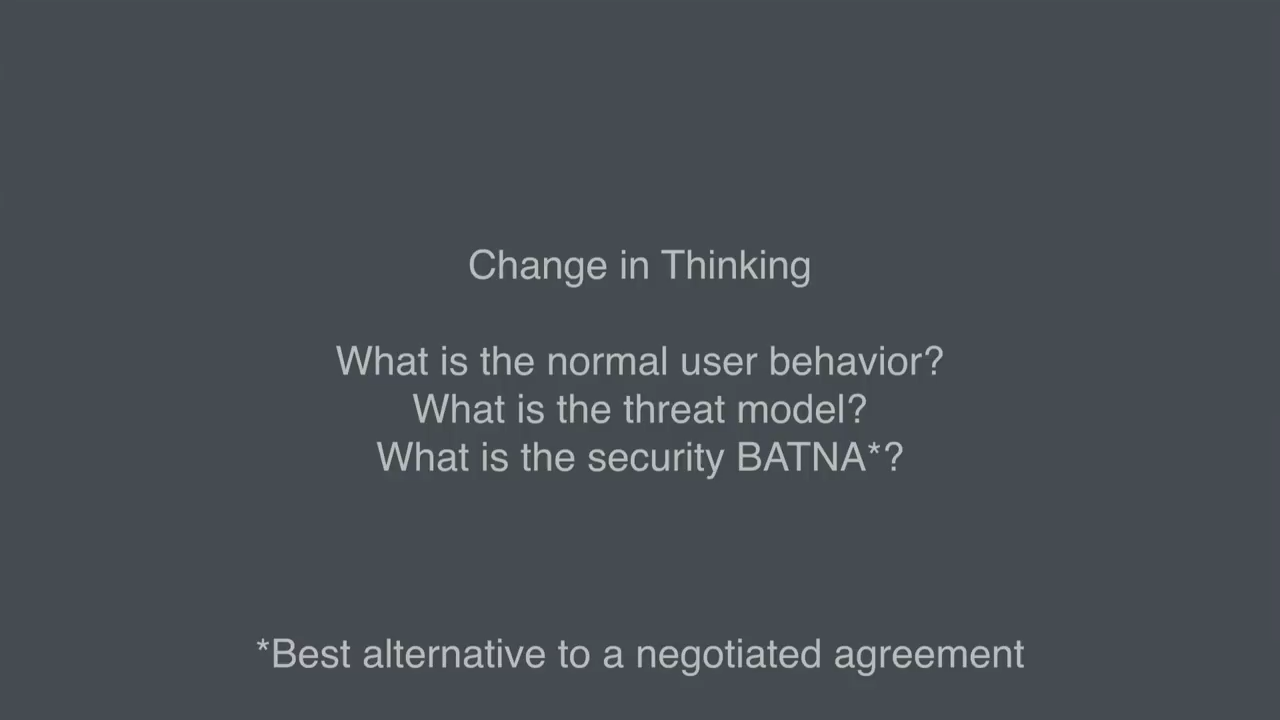 Change in Thinking
What is the normal user behavior?
What is the threat model?
What is the security BATNA*?
*Best alternative to a negotiated agreement